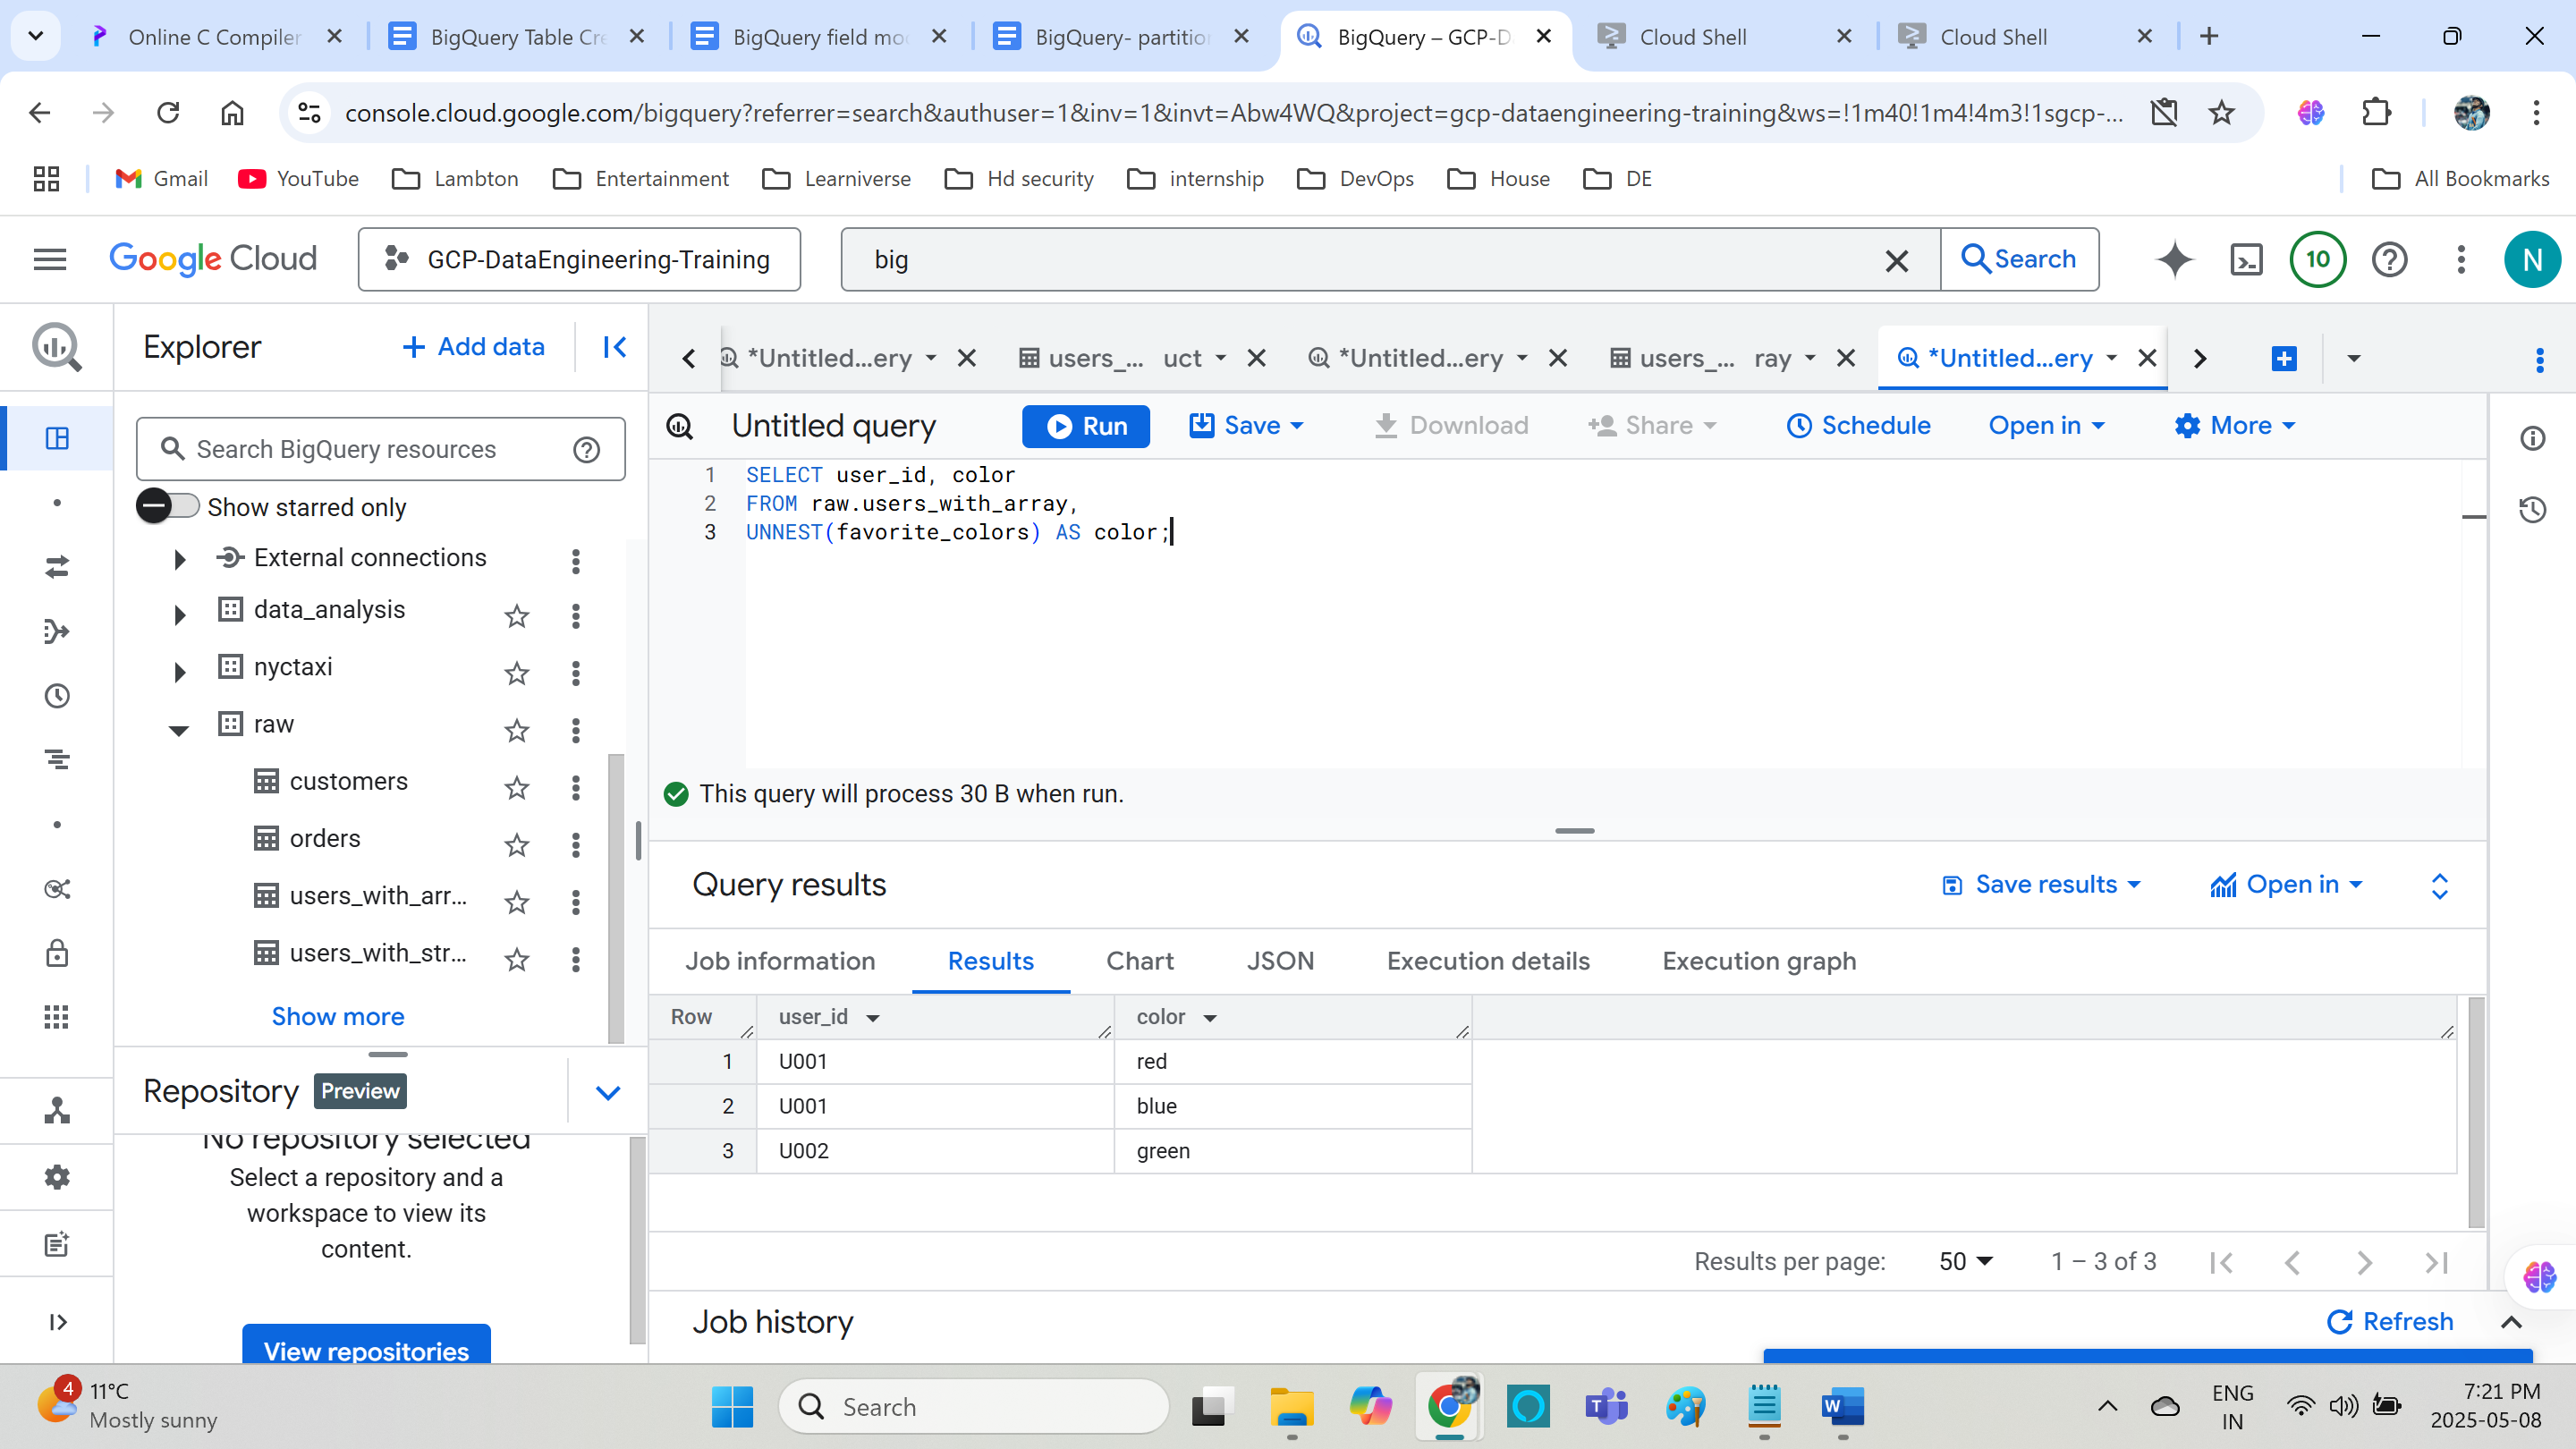 Online C Compiler
BigQuery Table Cre
BigQuery field mo
BigQuery- partition
BigQuery – GCP-D
Cloud Shell
Cloud Shell
console.cloud.google.com/bigquery?referrer=search&authuser=1&inv=1&invt=Abw4WQ&project=gcp-dataengineering-training&ws=!1m40!1m4!4m3!1sgcp-...
Gmail
YouTube
Lambton
Entertainment
Learniverse
Hd security
internship
DevOps
House
DE
All Bookmarks
Google Cloud
GCP-DataEngineering-Training
big
Search
10
N
Explorer
+ Add data
*Untitled...ery
users_... uct
*Untitled...ery
users_... ray
*Untitled...ery
Search BigQuery resources
Show starred only
External connections
data_analysis
nyctaxi
raw
customers
orders
users_with_arr...
users_with_str...
Show more
Repository Preview
No repository selected
Select a repository and a
workspace to view its
content.
View repositories
Untitled query
Run
Save
Download
Share
Schedule
Open in
More
1 SELECT user_id, color
2 FROM raw.users_with_array,
3 UNNEST(favorite_colors) AS color;
This query will process 30 B when run.
Query results
Save results
Open in
Job information
Results
Chart
JSON
Execution details
Execution graph
Row user_id color
1 U001 red
2 U001 blue
3 U002 green
Results per page: 50 1 – 3 of 3
Job history
Refresh
4
11°C
Mostly sunny
Search
ENG
IN
7:21 PM
2025-05-08